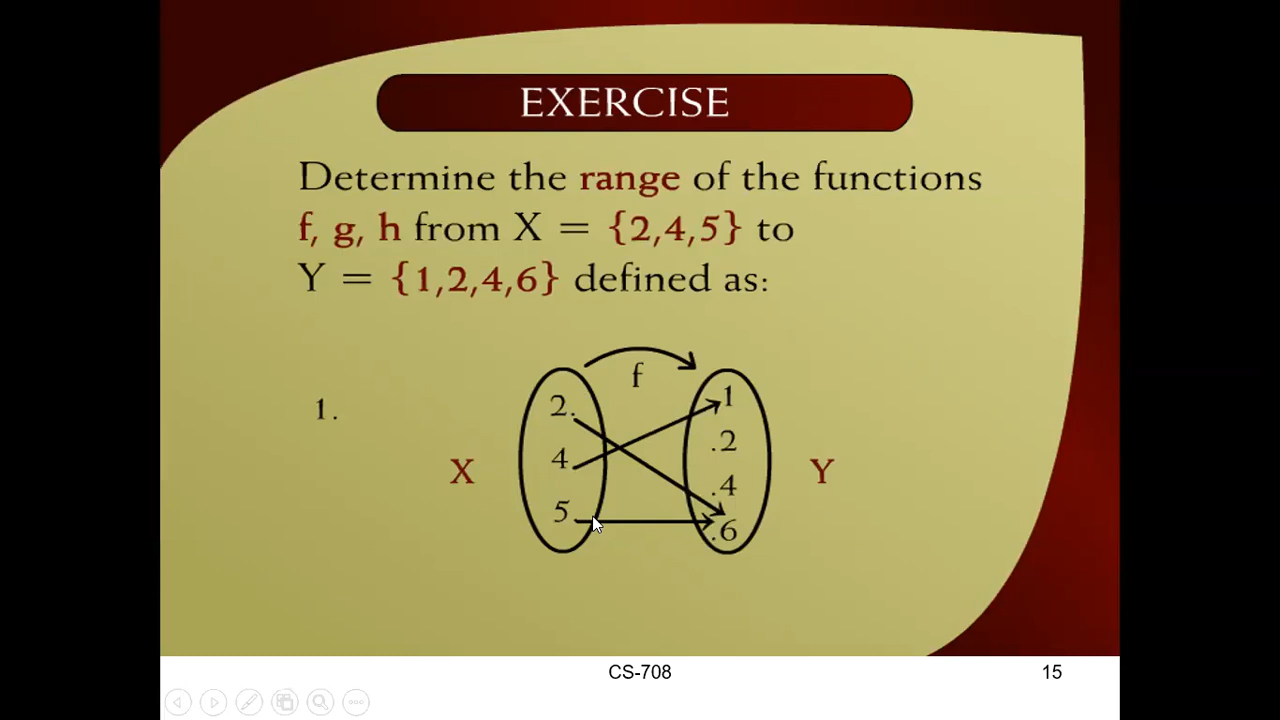 EXERCISE
Determine the range of the functions
f, g, h from X = {2,4,5} to
Y = {1,2,4,6} defined as:
f
1.
X
2.
4
5
1
.2
.4
.6
Y
CS-708
15